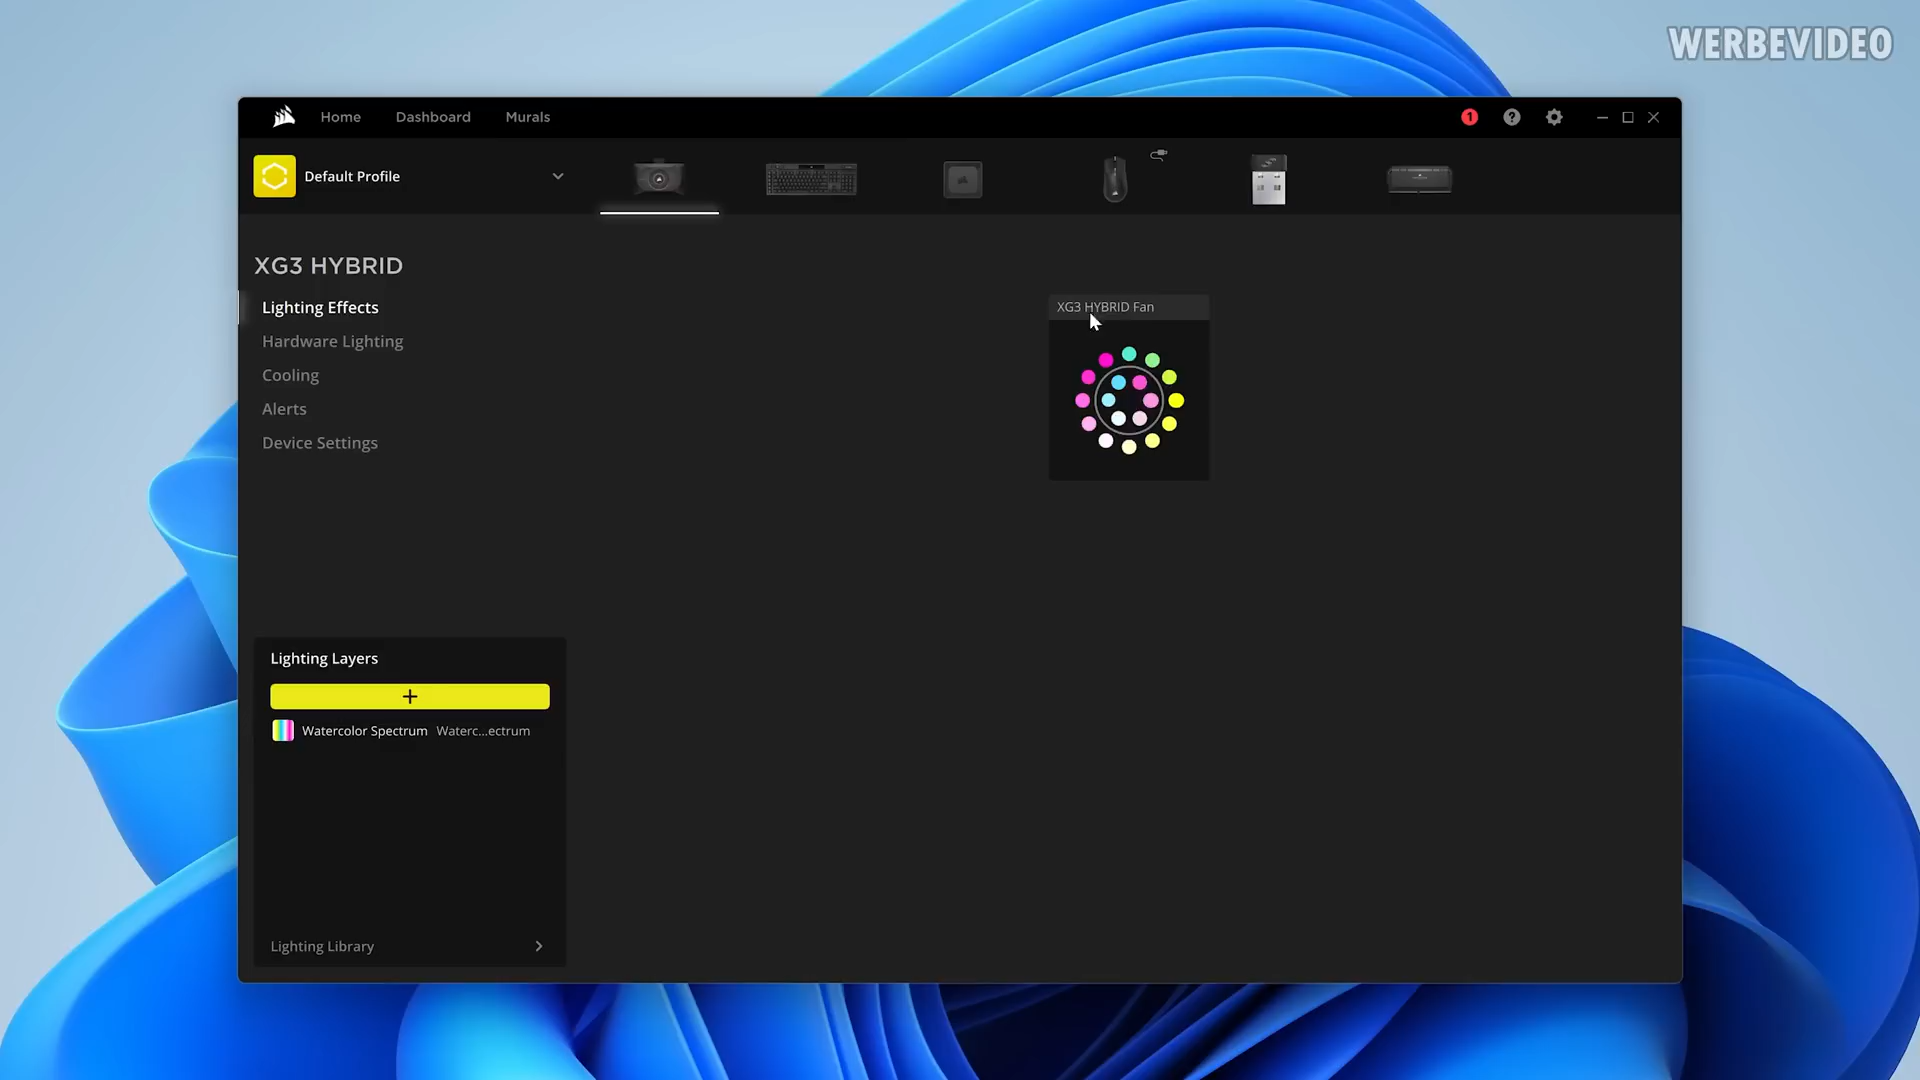 WERBEVIDEO
Home Dashboard Murals
1 ?
Default Profile
XG3 HYBRID
Lighting Effects
Hardware Lighting
Cooling
Alerts
Device Settings
XG3 HYBRID Fan
Lighting Layers
+
Watercolor Spectrum Waterc...ectrum
Lighting Library